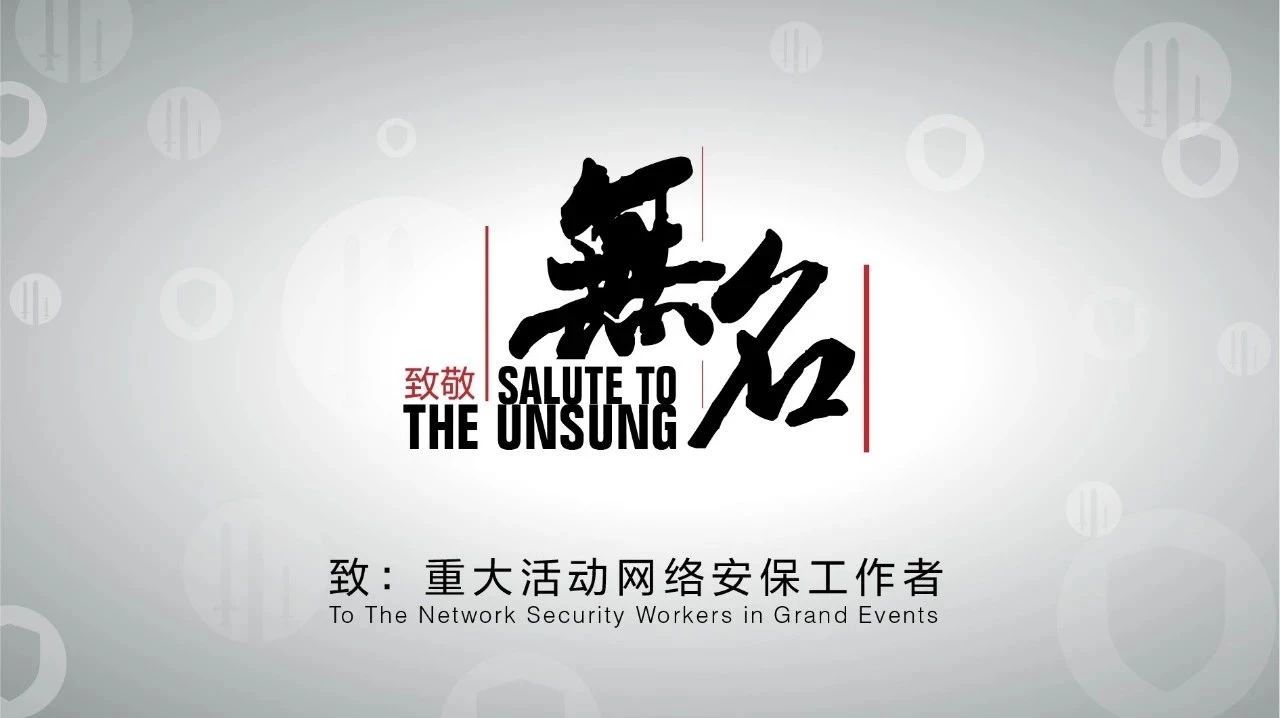 無名
致敬 SALUTE TO
THE UNSUNG
致：重大活动网络安保工作者
To The Network Security Workers in Grand Events